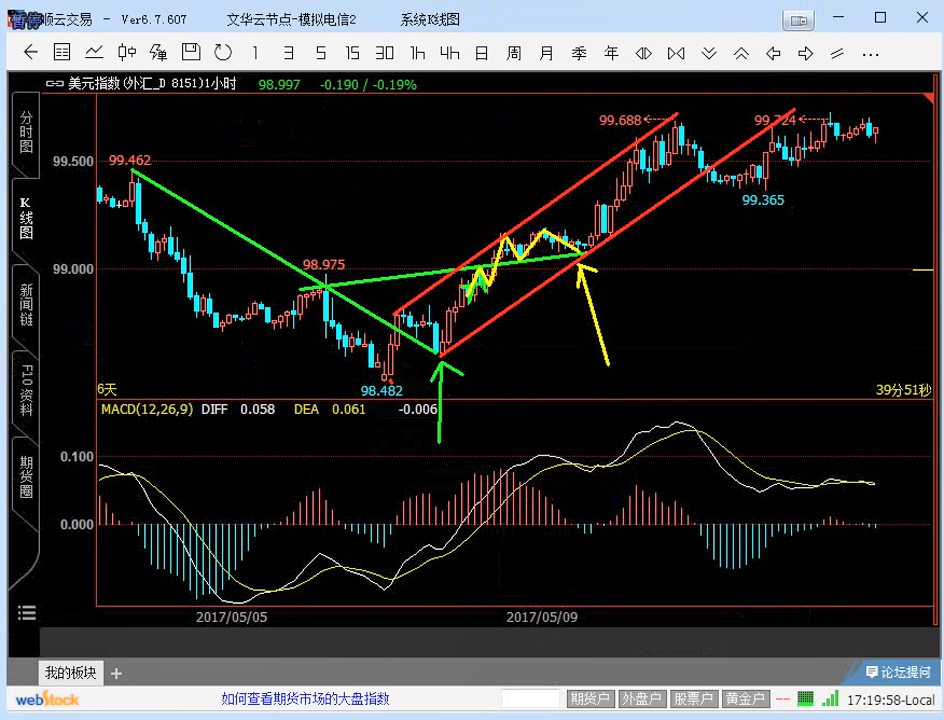 暂停顺云交易 - Ver6.7.607 文华云节点-模拟电信2 系统K线图
1 3 5 15 30 1h 4h 日 周 月 季 年
美元指数(外汇_D 8151)1小时 98.997 -0.190 / -0.19%
分时图
K线图
新闻链
F10资料
期货圈
99.688
99.724
99.500
99.462
99.365
99.000
98.975
98.482
6天
39分51秒
MACD(12,26,9) DIFF 0.058 DEA 0.061 -0.006
0.100
0.000
2017/05/05 2017/05/09
我的板块 +
论坛提问
webStock 如何查看期货市场的大盘指数 期货户 外盘户 股票户 黄金户 -- 17:19:58-Local